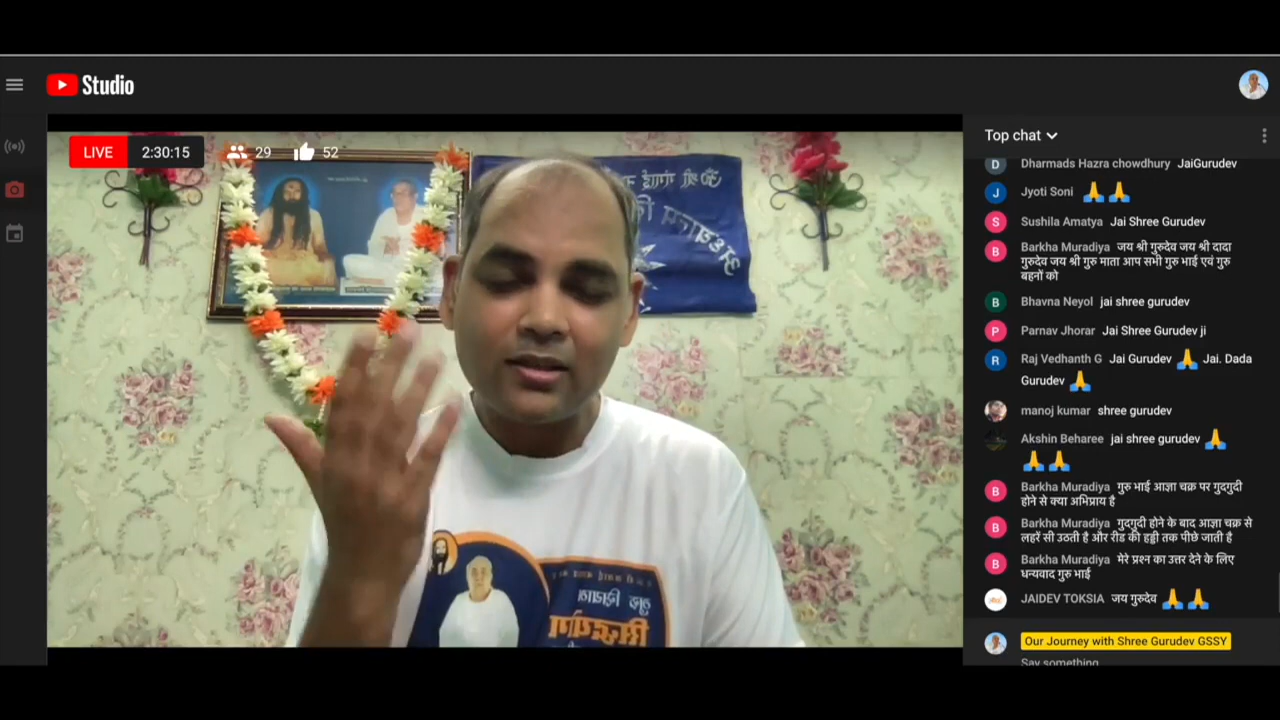 Studio
LIVE 2:30:15 29 52
Top chat
D Dharmads Hazra chowdhury JaiGurudev
J Jyoti Soni 🙏🙏
S Sushila Amatya Jai Shree Gurudev
B Barkha Muradiya जय श्री गुरुदेव जय श्री दादा
गुरुदेव जय श्री गुरु माता आप सभी गुरु भाई एवं गुरु
बहनों को
B Bhavna Neyol jai shree gurudev
P Parnav Jhorar Jai Shree Gurudev ji
R Raj Vedhanth G Jai Gurudev 🙏 Jai. Dada
Gurudev 🙏
manoj kumar shree gurudev
Akshin Beharee jai shree gurudev 🙏
🙏🙏
B Barkha Muradiya गुरु भाई आज्ञा चक्र पर गुदगुदी
होने से क्या अभिप्राय है
B Barkha Muradiya गुदगुदी होने के बाद आज्ञा चक्र से
लहरें सी उठती है और रीड की हड्डी तक पीछे जाती है
B Barkha Muradiya मेरे प्रश्न का उत्तर देने के लिए
धन्यवाद गुरु भाई
JAIDEV TOKSIA जय गुरुदेव 🙏🙏
Our Journey with Shree Gurudev GSSY
Say something